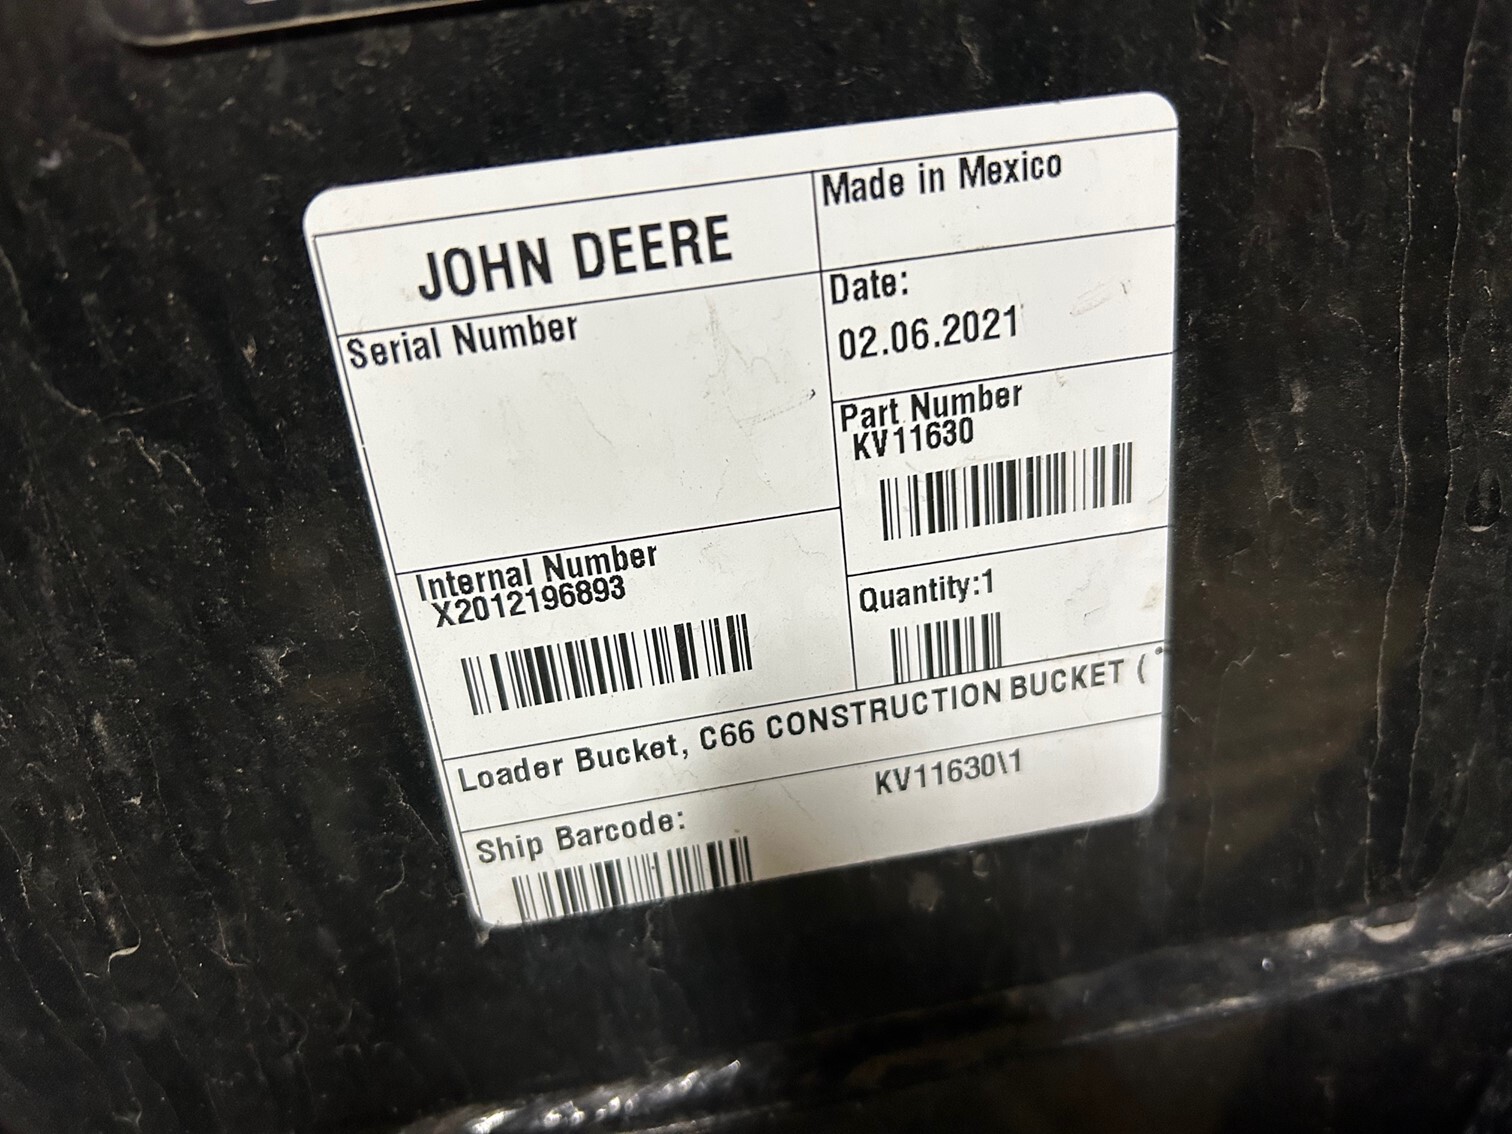 JOHN DEERE
Made in Mexico
Serial Number
Date:
02.06.2021
Part Number
KV11630
Internal Number
X2012196893
Quantity:1
Loader Bucket, C66 CONSTRUCTION BUCKET (
KV11630\1
Ship Barcode: